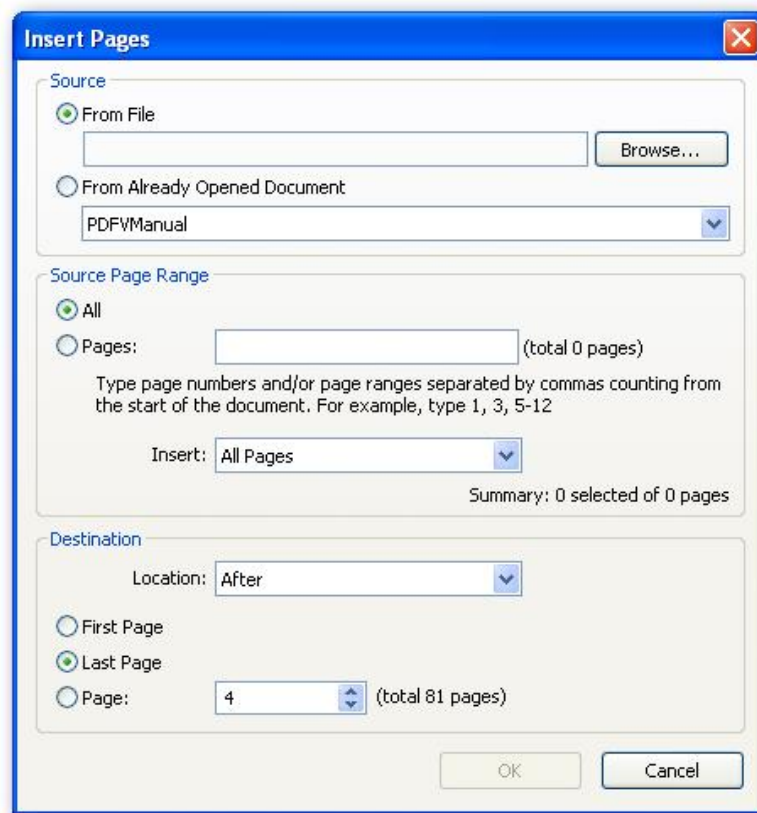 Insert Pages
Source
From File
Browse...
From Already Opened Document
PDFVManual
Source Page Range
All
Pages: (total 0 pages)
Type page numbers and/or page ranges separated by commas counting from
the start of the document. For example, type 1, 3, 5-12
Insert: All Pages
Summary: 0 selected of 0 pages
Destination
Location: After
First Page
Last Page
Page: 4 (total 81 pages)
OK Cancel